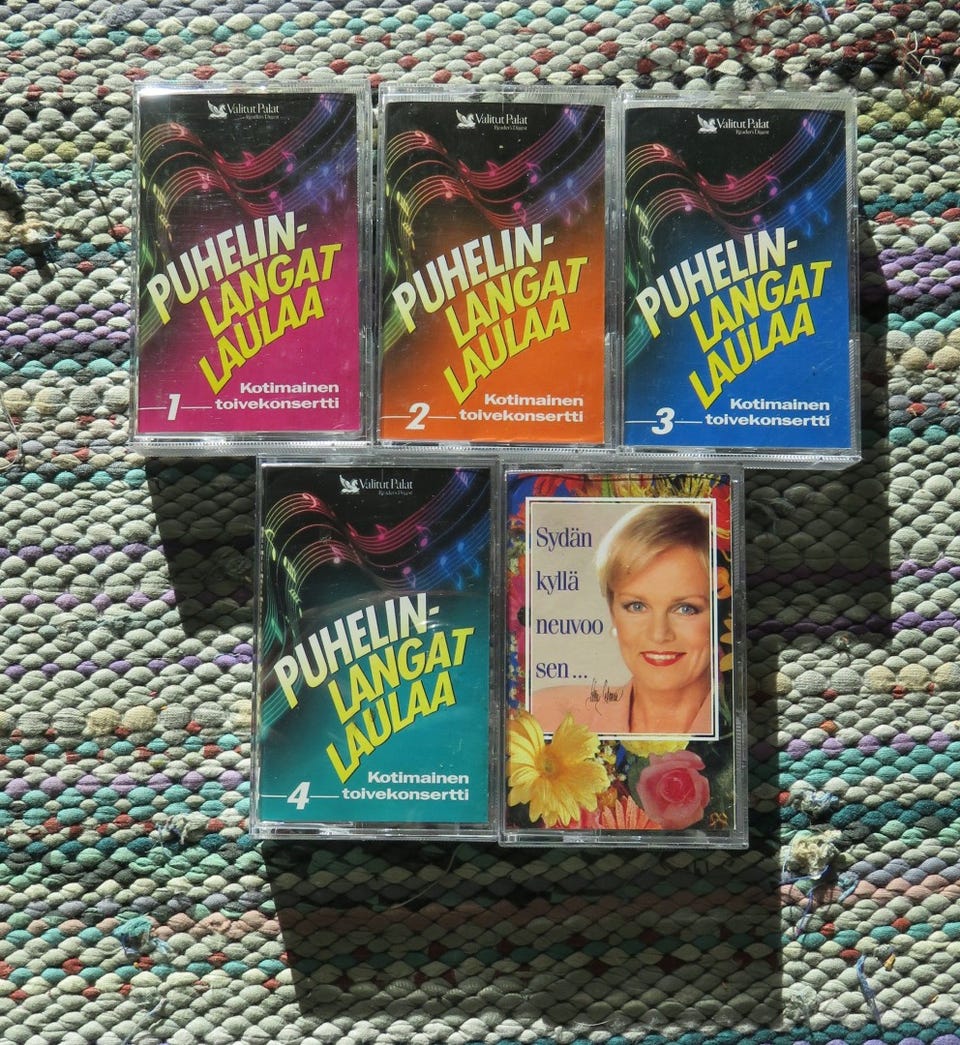 Valitut Palat
Reader's Digest
PUHELIN-
LANGAT
LAULAA
Kotimainen
1 toivekonsertti
Valitut Palat
Reader's Digest
PUHELIN-
LANGAT
LAULAA
Kotimainen
2 toivekonsertti
Valitut Palat
Reader's Digest
PUHELIN-
LANGAT
LAULAA
Kotimainen
3 toivekonsertti
Valitut Palat
Reader's Digest
PUHELIN-
LANGAT
LAULAA
Kotimainen
4 toivekonsertti
Sydän
kyllä
neuvoo
sen...